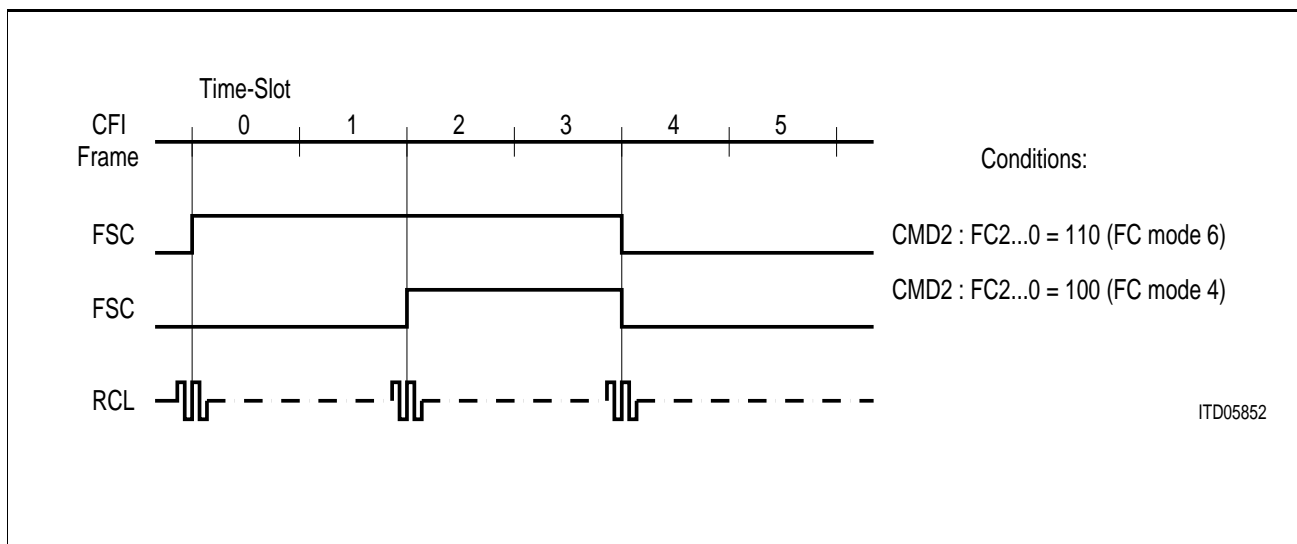 Time-Slot
CFI 0 1 2 3 4 5
Frame
Conditions:
FSC CMD2 : FC2...0 = 110 (FC mode 6)
FSC CMD2 : FC2...0 = 100 (FC mode 4)
RCL
ITD05852